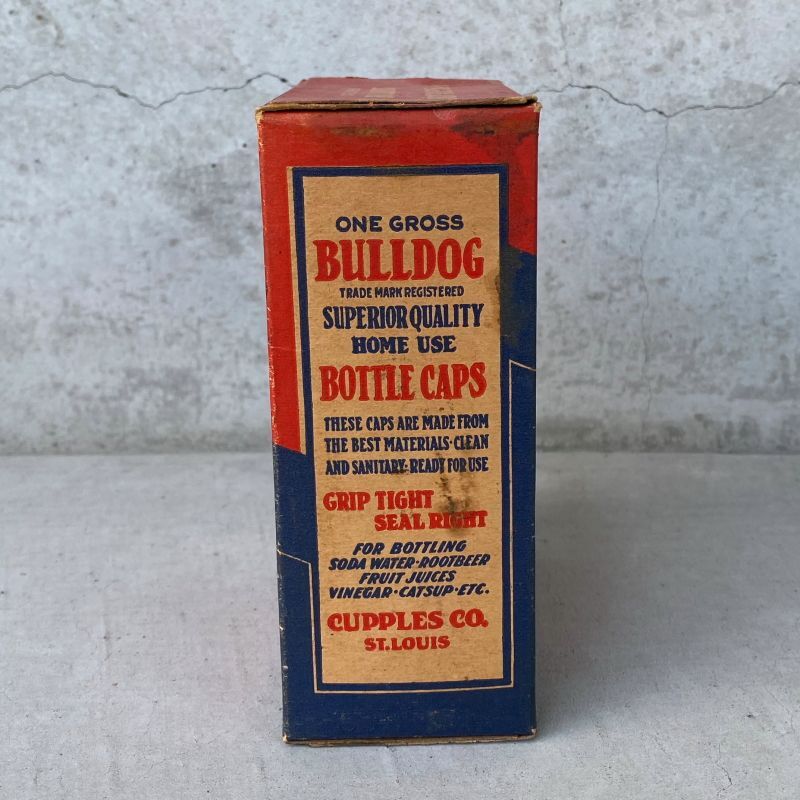 ONE GROSS
BULLDOG
TRADE MARK REGISTERED
SUPERIOR QUALITY
HOME USE
BOTTLE CAPS
THESE CAPS ARE MADE FROM
THE BEST MATERIALS·CLEAN
AND SANITARY·READY FOR USE
GRIP TIGHT
SEAL RIGHT
FOR BOTTLING
SODA WATER·ROOTBEER
FRUIT JUICES
VINEGAR·CATSUP·ETC.
CUPPLES CO.
ST. LOUIS